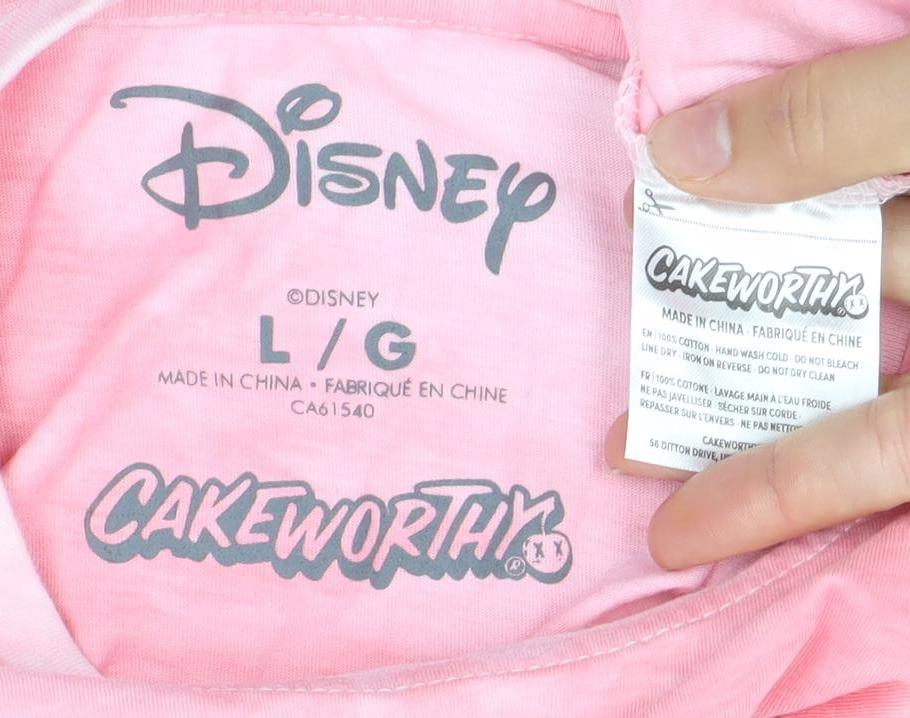 DISNEY
©DISNEY
L / G
MADE IN CHINA • FABRIQUÉ EN CHINE
CA61540
CAKEWORTHY
®
CAKEWORTHY
MADE IN CHINA · FABRIQUÉ EN CHINE
EN | 100% COTTON · HAND WASH COLD · DO NOT BLEACH ·
LINE DRY · IRON ON REVERSE · DO NOT DRY CLEAN
FR | 100% COTONE · LAVAGE MAIN À L'EAU FROIDE
NE PAS JAVELLISER · SÉCHER SUR CORDE ·
REPASSER SUR L'ENVERS · NE PAS
CAKEWORTHY
56 DITTON DRIVE,